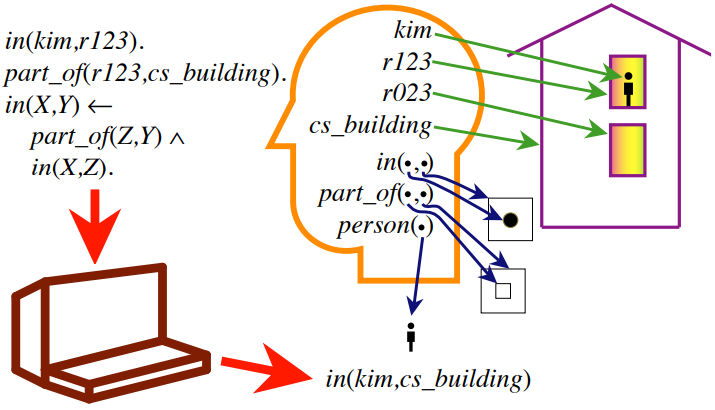 in(kim,r123).
part_of(r123,cs_building).
in(X,Y) ←
part_of(Z,Y) ∧
in(X,Z).
kim
r123
r023
cs_building
in(•,•)
part_of(•,•)
person(•)
in(kim,cs_building)